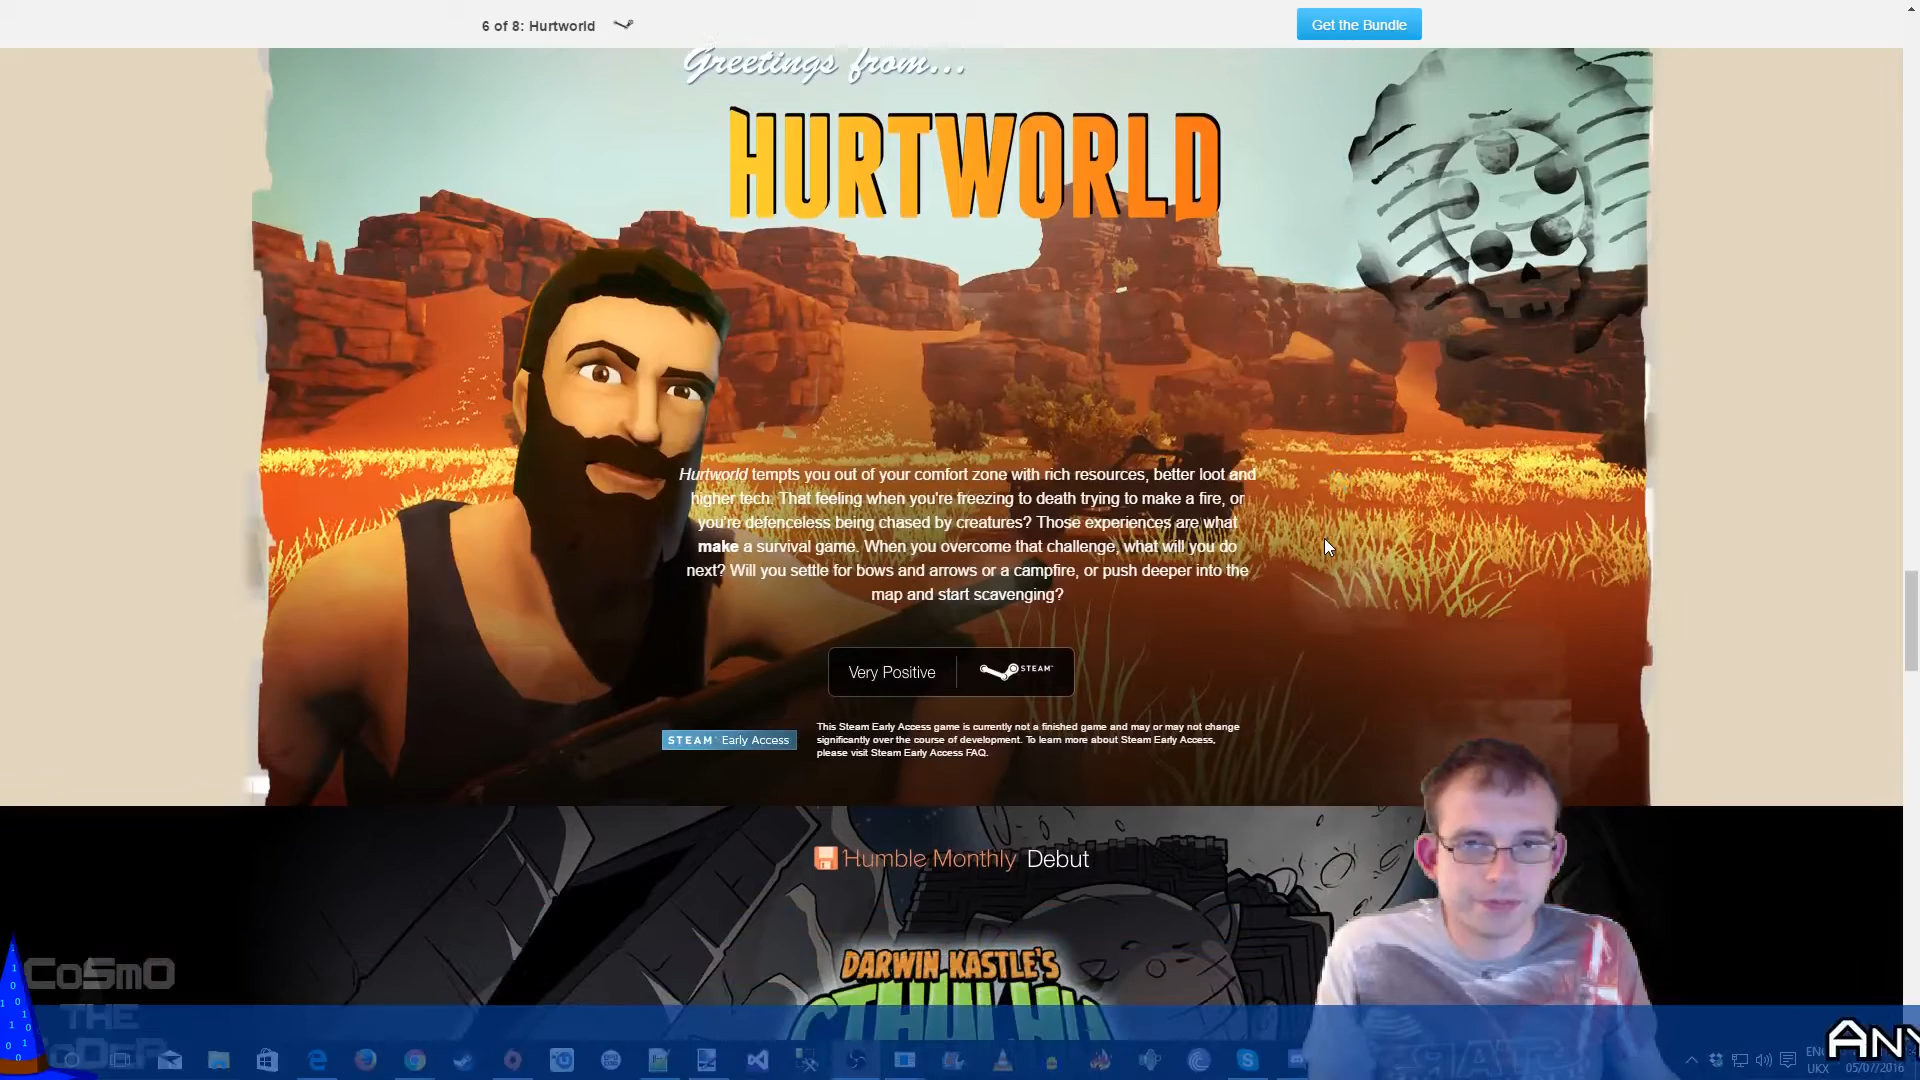 6 of 8: Hurtworld
Get the Bundle
Greetings from...
HURTWORLD
Hurtworld tempts you out of your comfort zone with rich resources, better loot and
higher tech. That feeling when you're freezing to death trying to make a fire, or
you're defenceless being chased by creatures? Those experiences are what
make a survival game. When you overcome that challenge, what will you do
next? Will you settle for bows and arrows or a campfire, or push deeper into the
map and start scavenging?
Very Positive
STEAM
STEAM Early Access
This Steam Early Access game is currently not a finished game and may or may not change
significantly over the course of development. To learn more about Steam Early Access,
please visit Steam Early Access FAQ.
Humble Monthly Debut
DARWIN KASTLE'S
CTHULHU
CoSmO
THE
UKX
05/07/2016